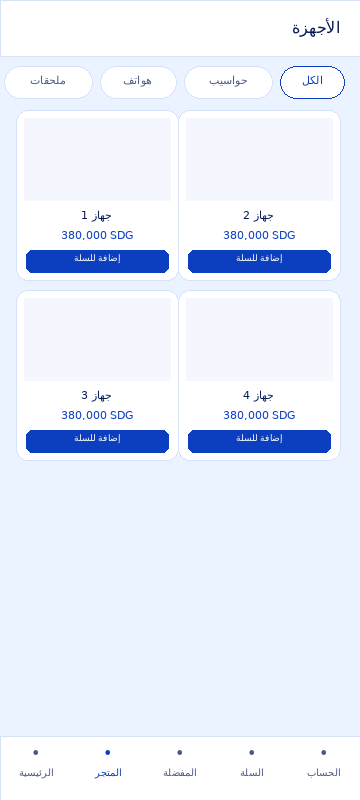 الأجهزة
الكل
حواسيب
هواتف
ملحقات
جهاز 2
380,000 SDG
إضافة للسلة
جهاز 1
380,000 SDG
إضافة للسلة
جهاز 4
380,000 SDG
إضافة للسلة
جهاز 3
380,000 SDG
إضافة للسلة
الحساب
السلة
المفضلة
المتجر
الرئيسية